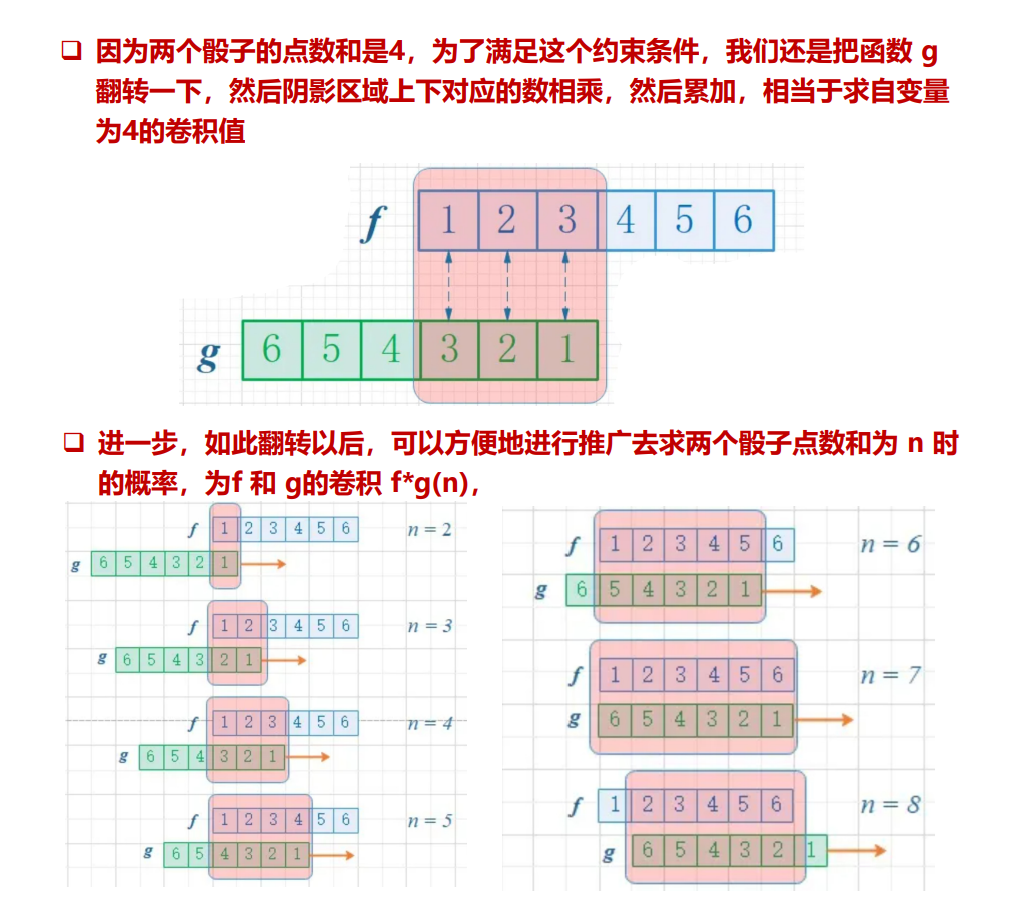 ❑ 因为两个骰子的点数和是4，为了满足这个约束条件，我们还是把函数 g
翻转一下，然后阴影区域上下对应的数相乘，然后累加，相当于求自变量
为4的卷积值
f 1 2 3 4 5 6
g 6 5 4 3 2 1
❑ 进一步，如此翻转以后，可以方便地进行推广去求两个骰子点数和为 n 时
的概率，为f 和 g的卷积 f*g(n)，
f 1 2 3 4 5 6 n = 2
g 6 5 4 3 2 1
f 1 2 3 4 5 6 n = 3
g 6 5 4 3 2 1
f 1 2 3 4 5 6 n = 4
g 6 5 4 3 2 1
f 1 2 3 4 5 6 n = 5
g 6 5 4 3 2 1
f 1 2 3 4 5 6 n = 6
g 6 5 4 3 2 1
f 1 2 3 4 5 6 n = 7
g 6 5 4 3 2 1
f 1 2 3 4 5 6 n = 8
g 6 5 4 3 2 1